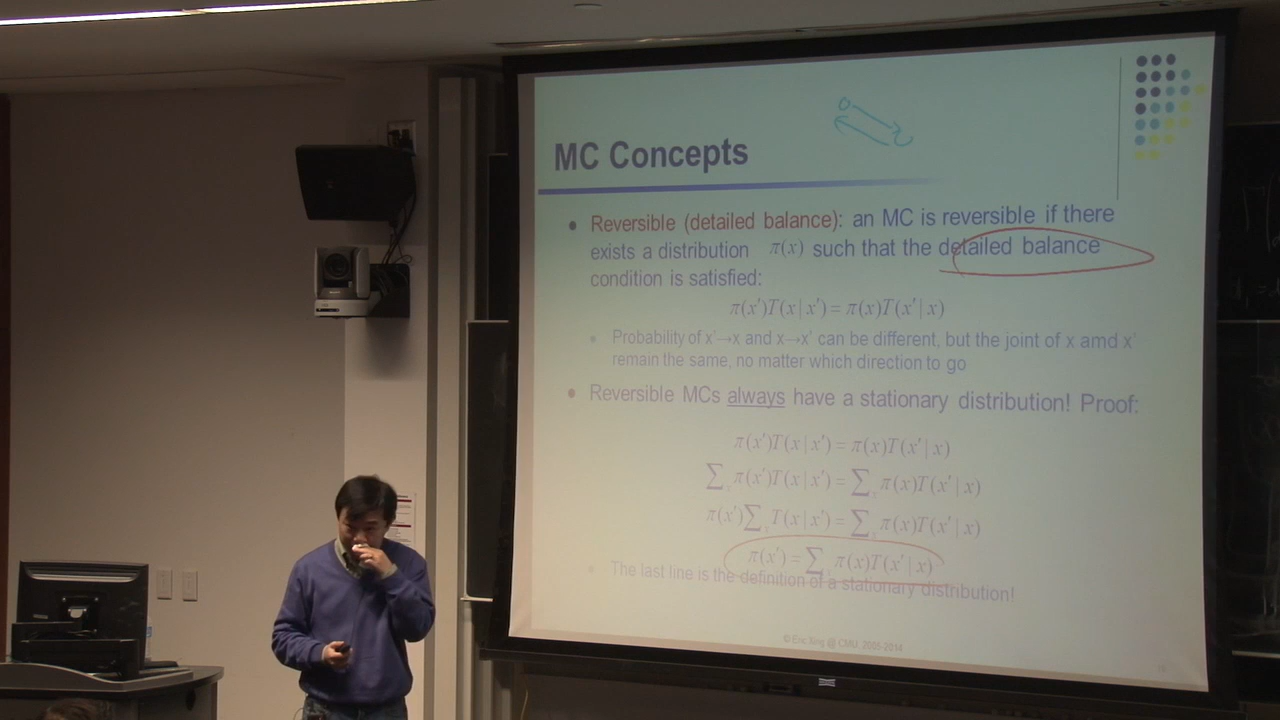 MC Concepts
Reversible (detailed balance): an MC is reversible if there
exists a distribution π(x) such that the detailed balance
condition is satisfied:
π(x')T(x | x') = π(x)T(x' | x)
Probability of x'→x and x→x' can be different, but the joint of x amd x'
remain the same, no matter which direction to go
Reversible MCs always have a stationary distribution! Proof:
π(x')T(x | x') = π(x)T(x' | x)
∑x π(x')T(x | x') = ∑x π(x)T(x' | x)
π(x')∑x T(x | x') = ∑x π(x)T(x' | x)
π(x') = ∑x π(x)T(x' | x)
The last line is the definition of a stationary distribution!
© Eric Xing @ CMU, 2005-2014